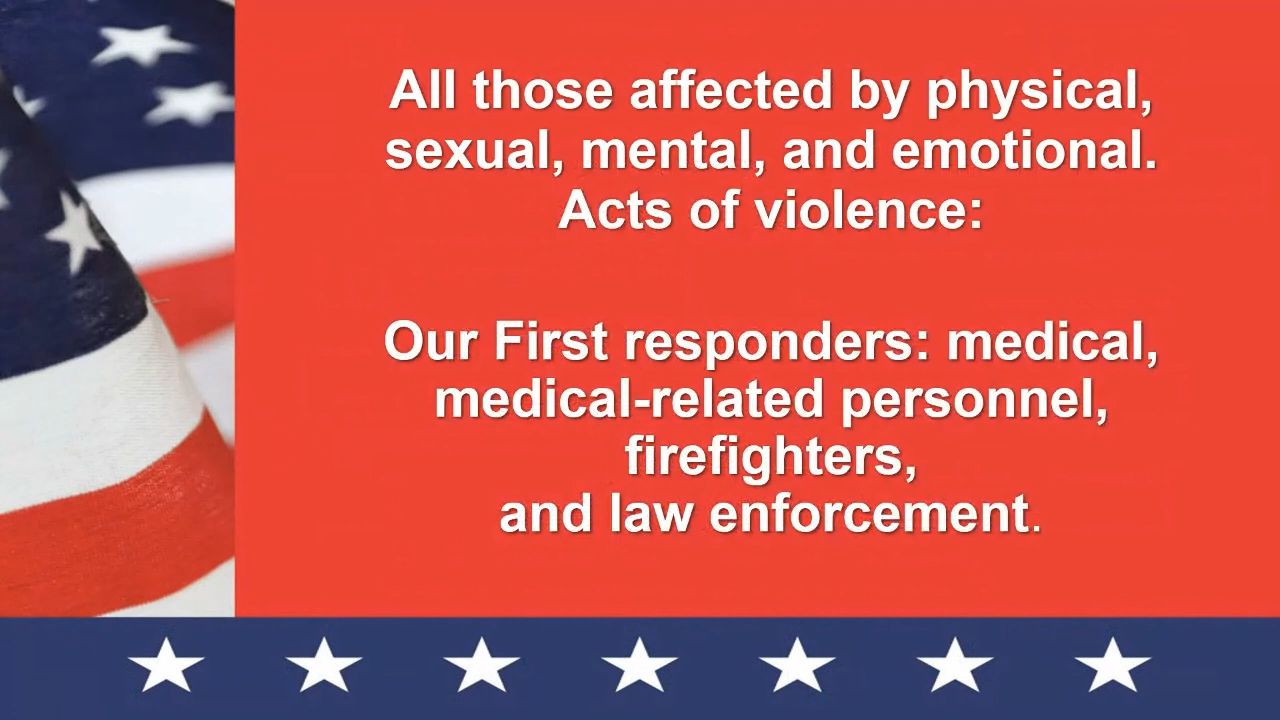 All those affected by physical,
sexual, mental, and emotional.
Acts of violence:
Our First responders: medical,
medical-related personnel,
firefighters,
and law enforcement.